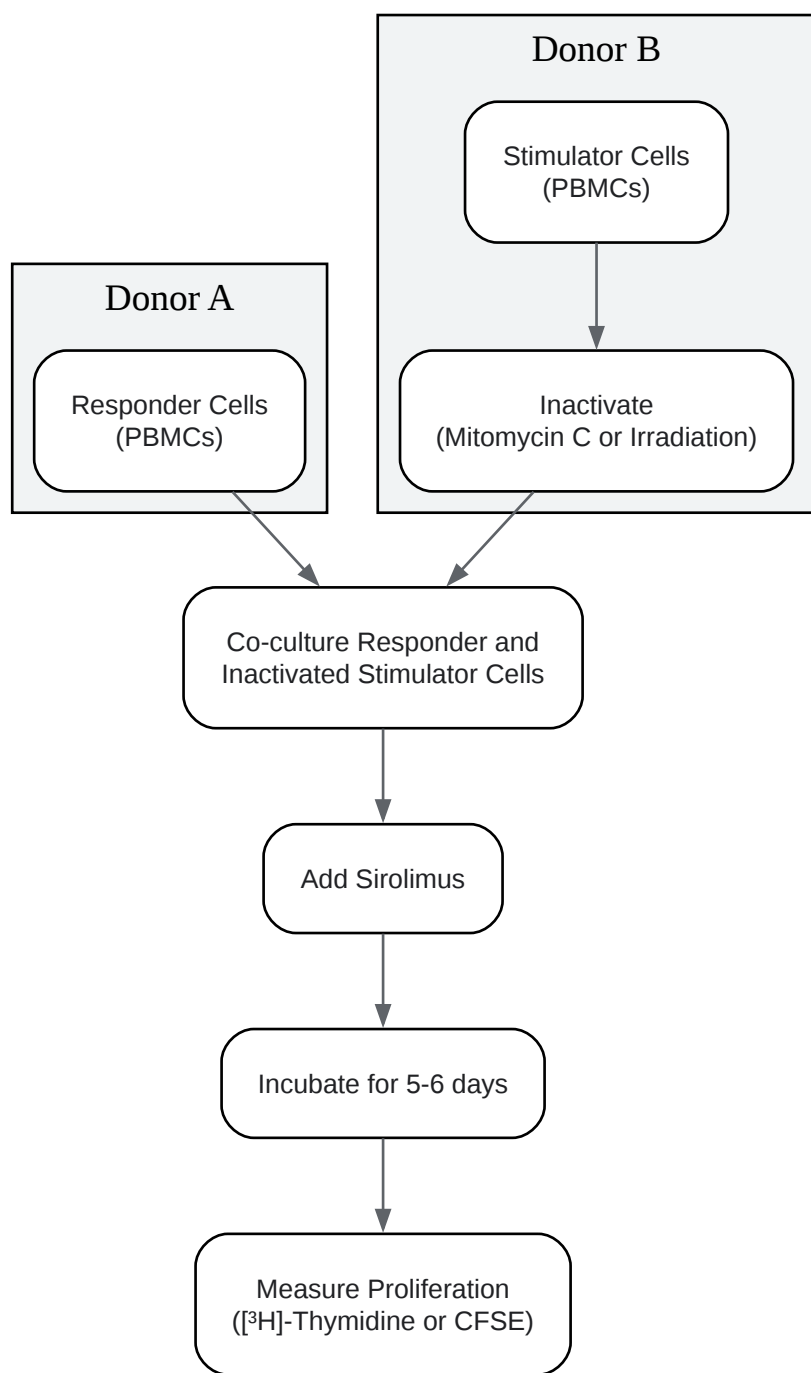 Donor B
Stimulator Cells
(PBMCs)
Donor A
Responder Cells
(PBMCs)
Inactivate
(Mitomycin C or Irradiation)
Co-culture Responder and
Inactivated Stimulator Cells
Add Sirolimus
Incubate for 5-6 days
Measure Proliferation
([³H]-Thymidine or CFSE)